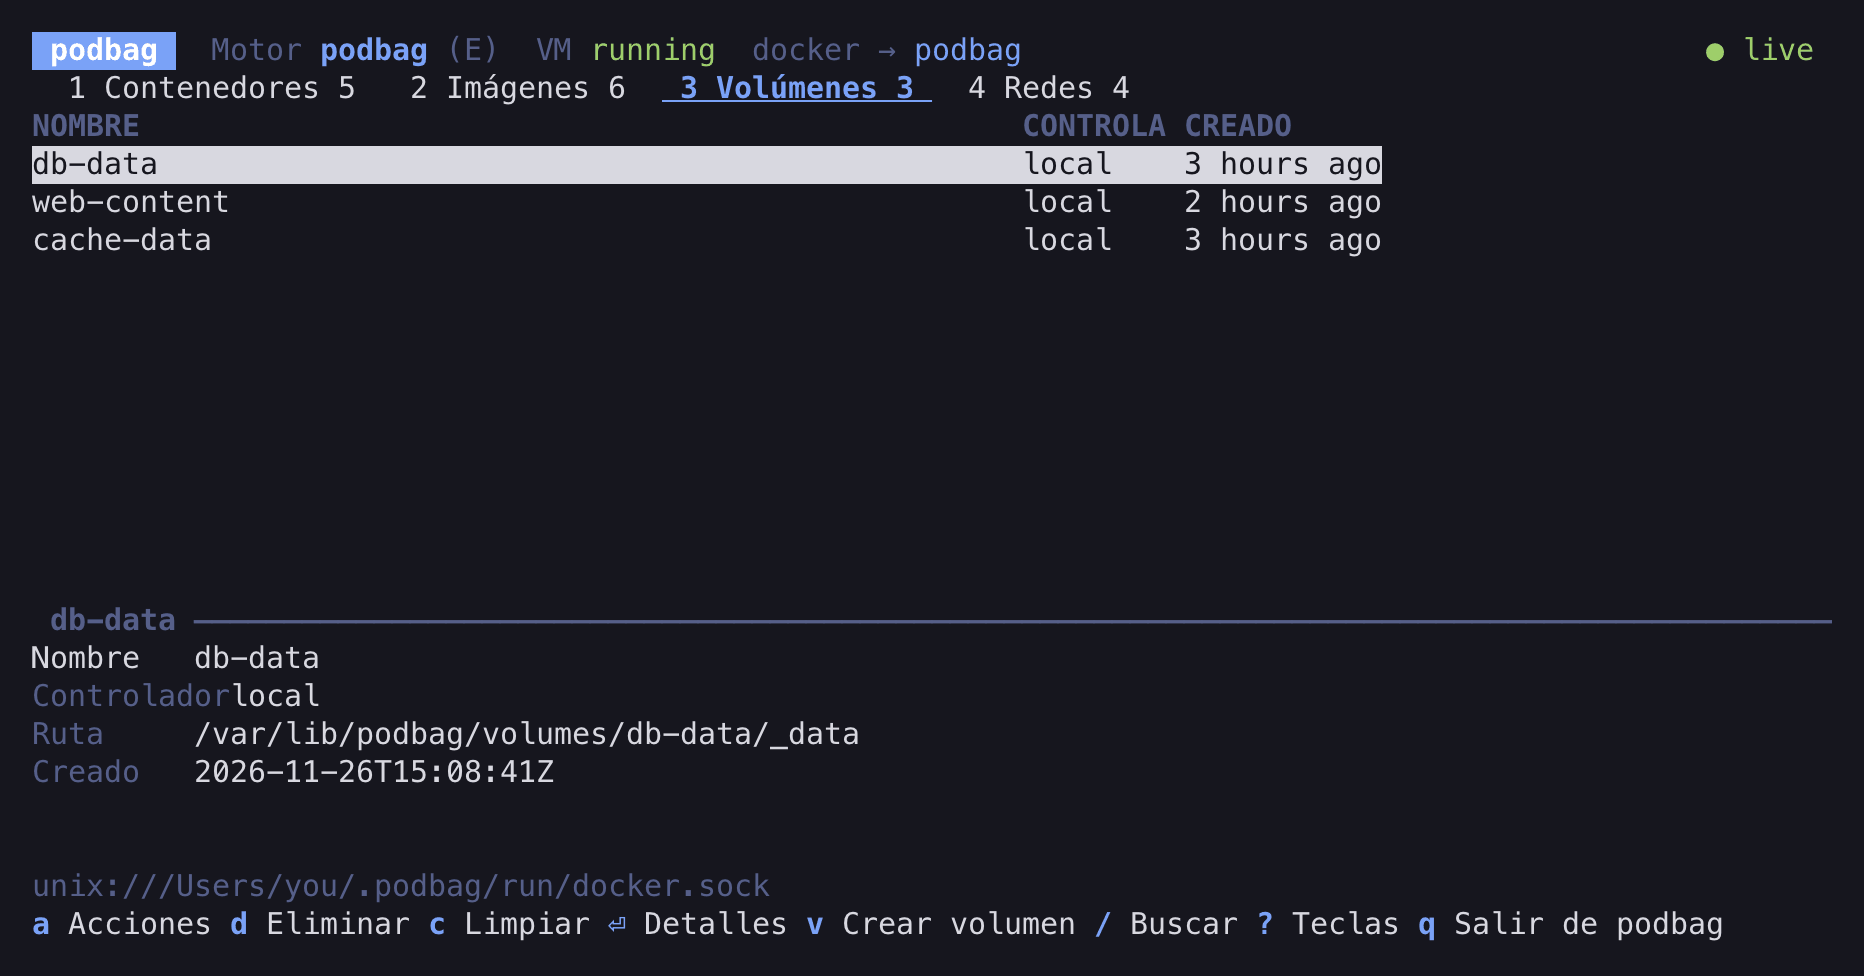 podbag Motor podbag (E) VM running docker → podbag ● live
1 Contenedores 5 2 Imágenes 6 3 Volúmenes 3 4 Redes 4
NOMBRE CONTROLA CREADO
db-data local 3 hours ago
web-content local 2 hours ago
cache-data local 3 hours ago
db-data
Nombre db-data
Controladorlocal
Ruta /var/lib/podbag/volumes/db-data/_data
Creado 2026-11-26T15:08:41Z
unix:///Users/you/.podbag/run/docker.sock
a Acciones d Eliminar c Limpiar ⏎ Detalles v Crear volumen / Buscar ? Teclas q Salir de podbag